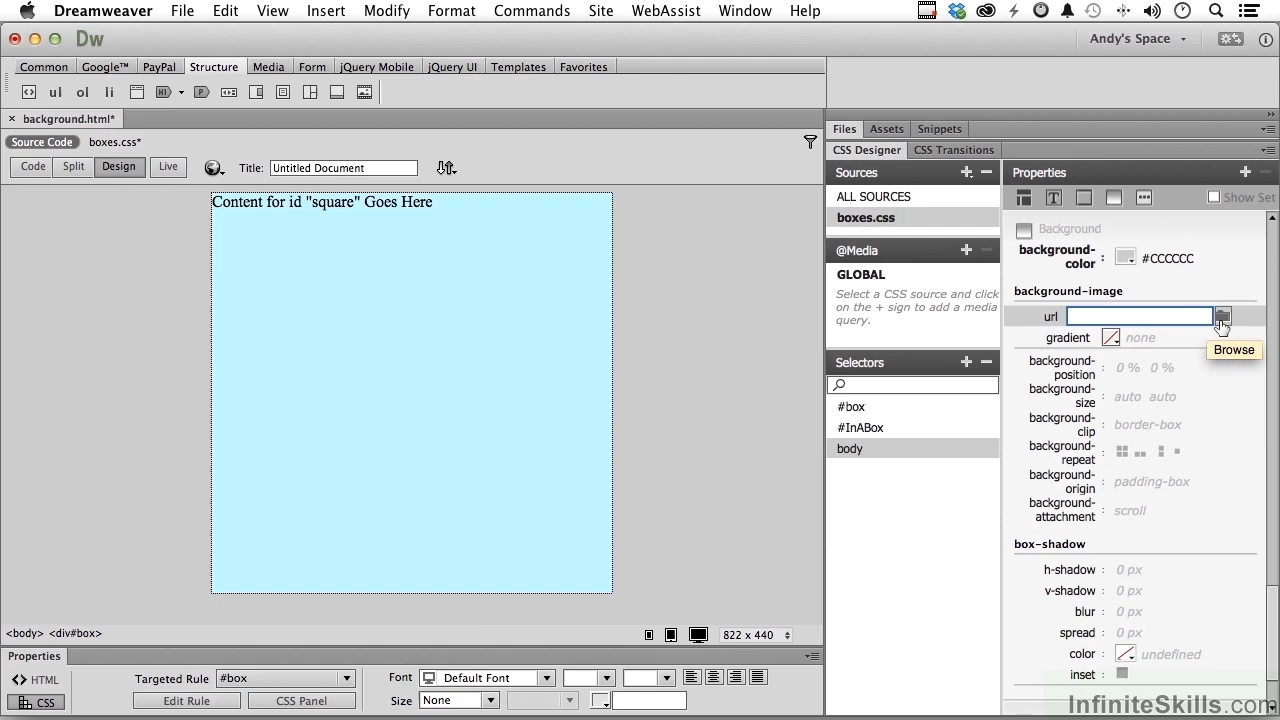 Dreamweaver File Edit View Insert Modify Format Commands Site WebAssist Window Help
Dw
Andy's Space
Common Google™ PayPal Structure Media Form jQuery Mobile jQuery UI Templates Favorites
ul ol li H1 P
background.html*
Source Code boxes.css*
Code Split Design Live Title: Untitled Document
Content for id "square" Goes Here
<body> <div#box>
822 x 440
Properties
HTML
CSS
Targeted Rule #box
Edit Rule CSS Panel
Font Default Font
Size None
Files Assets Snippets
CSS Designer CSS Transitions
Sources
ALL SOURCES
boxes.css
@Media
GLOBAL
Select a CSS source and click
on the + sign to add a media
query.
Selectors
#box
#InABox
body
Properties
T
Show Set
Background
background-
color : #CCCCCC
background-image
url
Browse
gradient none
background-
position : 0 % 0 %
background-
size : auto auto
background-
clip : border-box
background-
repeat :
background-
origin : padding-box
background-
attachment : scroll
box-shadow
h-shadow : 0 px
v-shadow : 0 px
blur : 0 px
spread : 0 px
color : undefined
inset :
InfiniteSkills.com